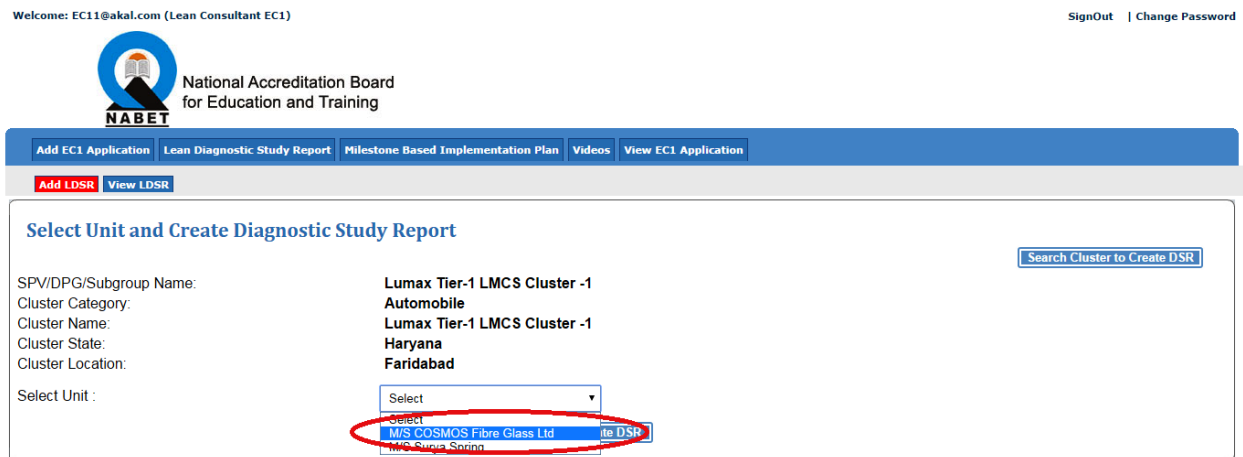 Welcome: EC11@akal.com (Lean Consultant EC1) SignOut | Change Password
National Accreditation Board
for Education and Training
NABET
Add EC1 Application Lean Diagnostic Study Report Milestone Based Implementation Plan Videos View EC1 Application
Add LDSR View LDSR
Select Unit and Create Diagnostic Study Report
Search Cluster to Create DSR
SPV/DPG/Subgroup Name: Lumax Tier-1 LMCS Cluster -1
Cluster Category: Automobile
Cluster Name: Lumax Tier-1 LMCS Cluster -1
Cluster State: Haryana
Cluster Location: Faridabad
Select Unit : Select
Select
M/S COSMOS Fibre Glass Ltd DSR
M/S Surya Spring